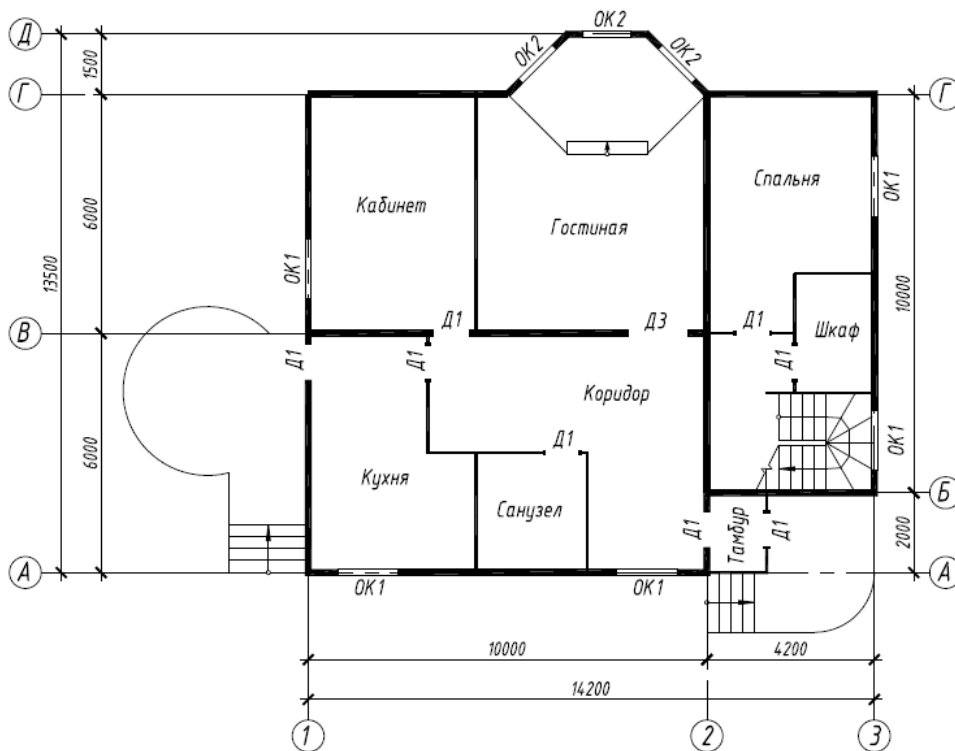 ОК2
ОК2
ОК2
Д
1500
Г
Г
Спальня
ОК1
Кабинет
Гостиная
6000
13500
ОК1
10000
В
Д1
Д3
Д1
Шкаф
Д1
Д1
Д1
Коридор
6000
Д1
ОК1
Кухня
Санузел
Б
Д1
Тамбур
Д1
2000
А
А
ОК1
ОК1
10000
4200
14200
1
2
3